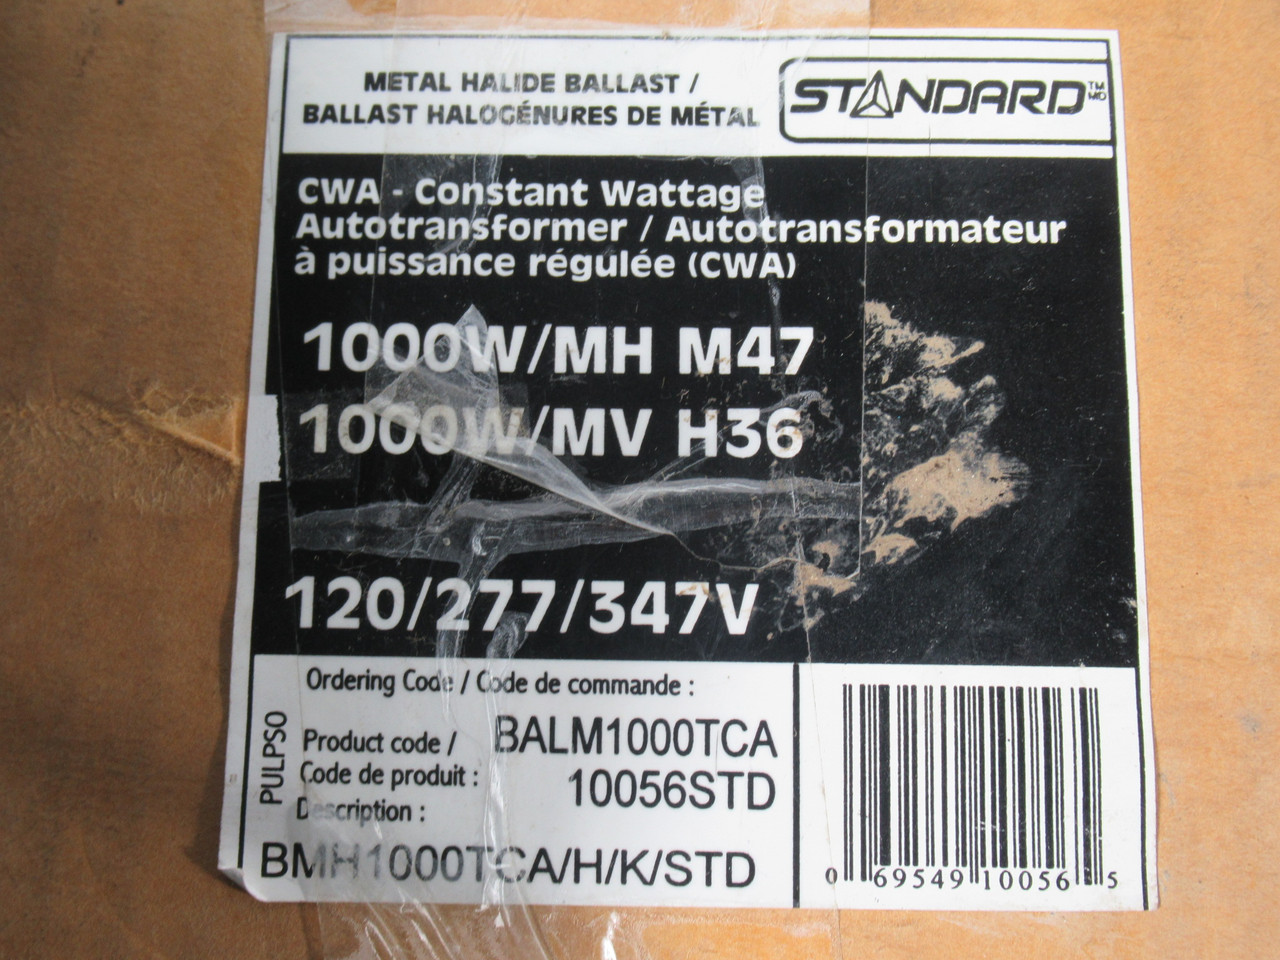 METAL HALIDE BALLAST /
BALLAST HALOGÉNURES DE MÉTAL
STANDARD TM MD
CWA - Constant Wattage
Autotransformer / Autotransformateur
à puissance régulée (CWA)
1000W/MH M47
1000W/MV H36
120/277/347V
Ordering Code / Code de commande :
BALM1000TCA
Product code /
Code de produit :
10056STD
Description :
BMH1000TCA/H/K/STD
PULPSO
0 69549 10056 5